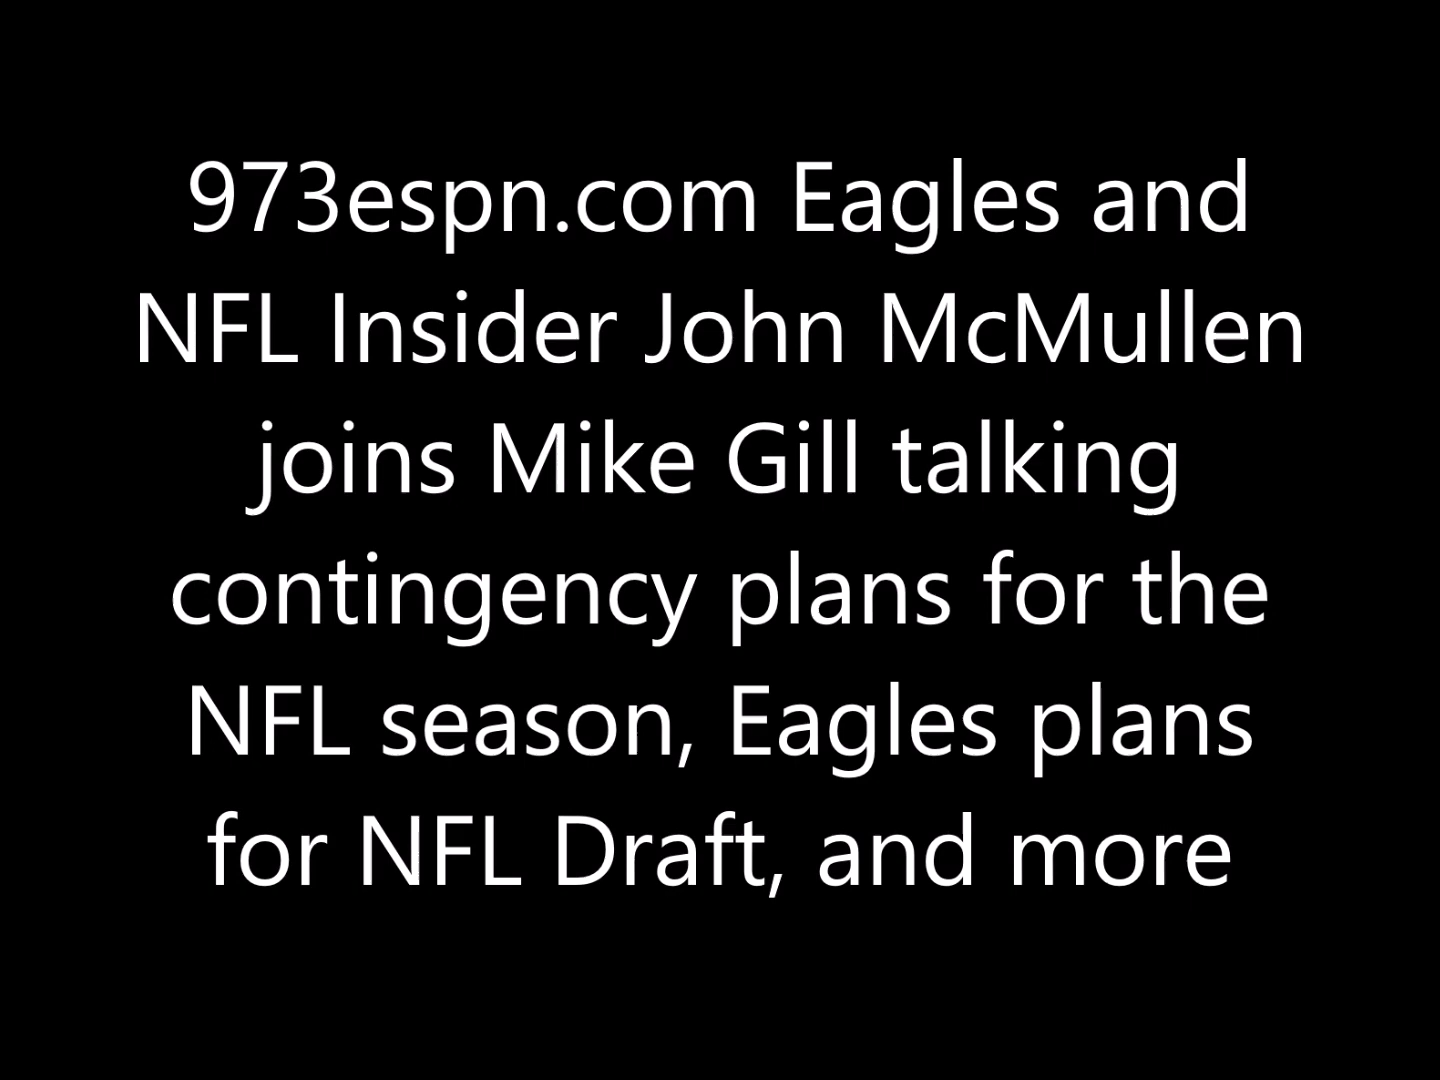 973espn.com Eagles and
NFL Insider John McMullen
joins Mike Gill talking
contingency plans for the
NFL season, Eagles plans
for NFL Draft, and more